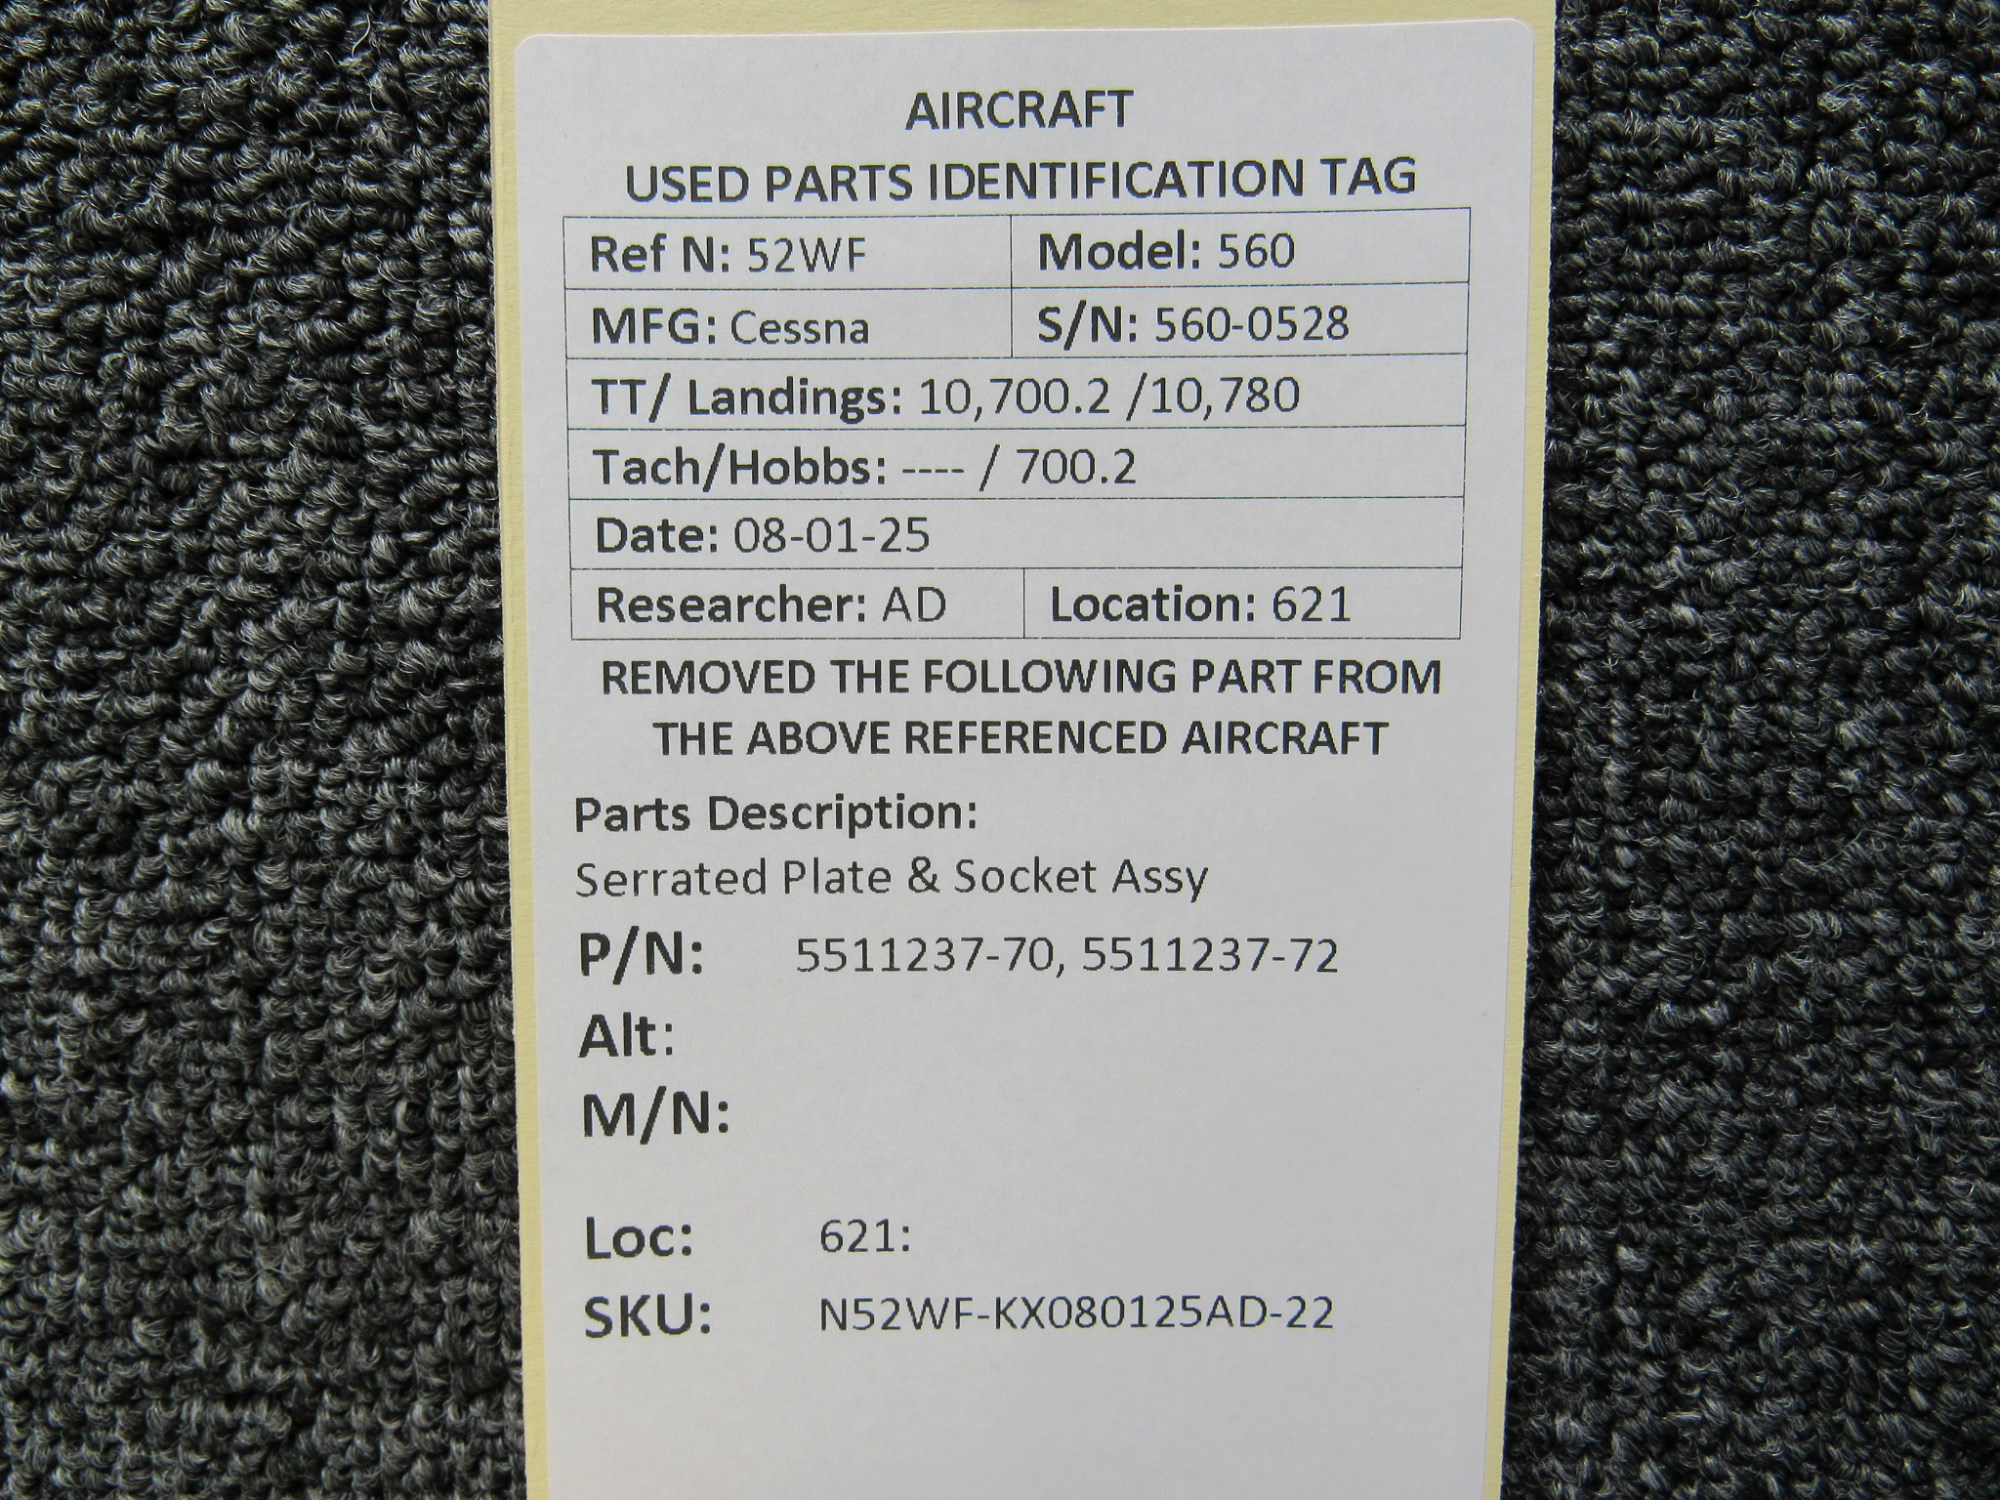 AIRCRAFT
USED PARTS IDENTIFICATION TAG
Ref N: 52WF Model: 560
MFG: Cessna S/N: 560-0528
TT/ Landings: 10,700.2 /10,780
Tach/Hobbs: ---- / 700.2
Date: 08-01-25
Researcher: AD Location: 621
REMOVED THE FOLLOWING PART FROM
THE ABOVE REFERENCED AIRCRAFT
Parts Description:
Serrated Plate & Socket Assy
P/N: 5511237-70, 5511237-72
Alt:
M/N:
Loc: 621:
SKU: N52WF-KX080125AD-22